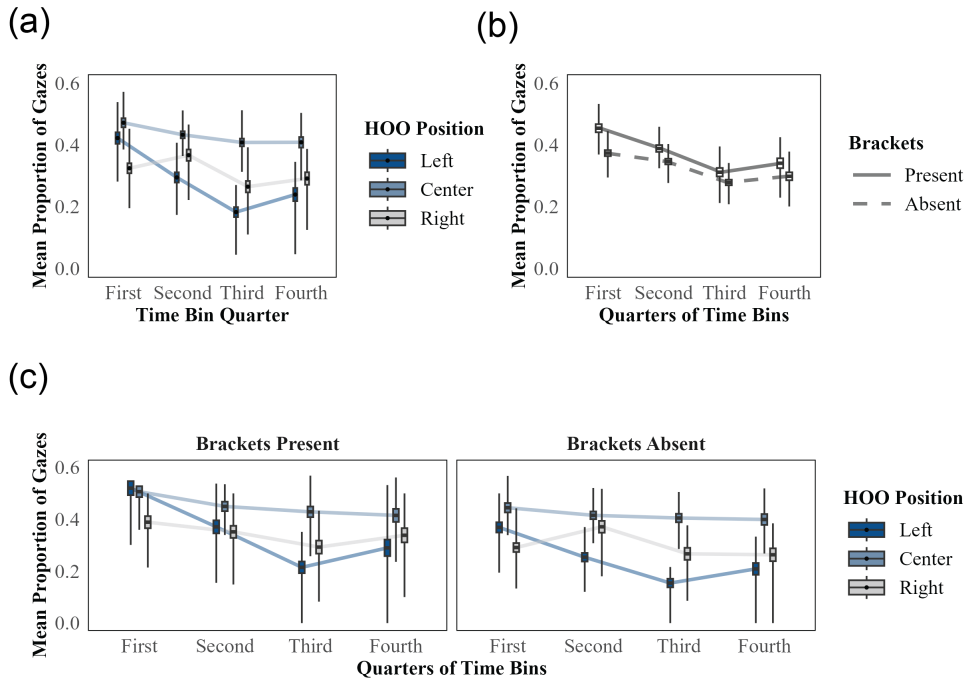 (a)
Mean Proportion of Gazes
0.6
0.4
0.2
0.0
First Second Third Fourth
Time Bin Quarter
HOO Position
Left
Center
Right
(b)
Mean Proportion of Gazes
0.6
0.4
0.2
0.0
First Second Third Fourth
Quarters of Time Bins
Brackets
Present
Absent
(c)
Brackets Present
Brackets Absent
Mean Proportion of Gazes
0.6
0.4
0.2
0.0
First Second Third Fourth
First Second Third Fourth
Quarters of Time Bins
HOO Position
Left
Center
Right